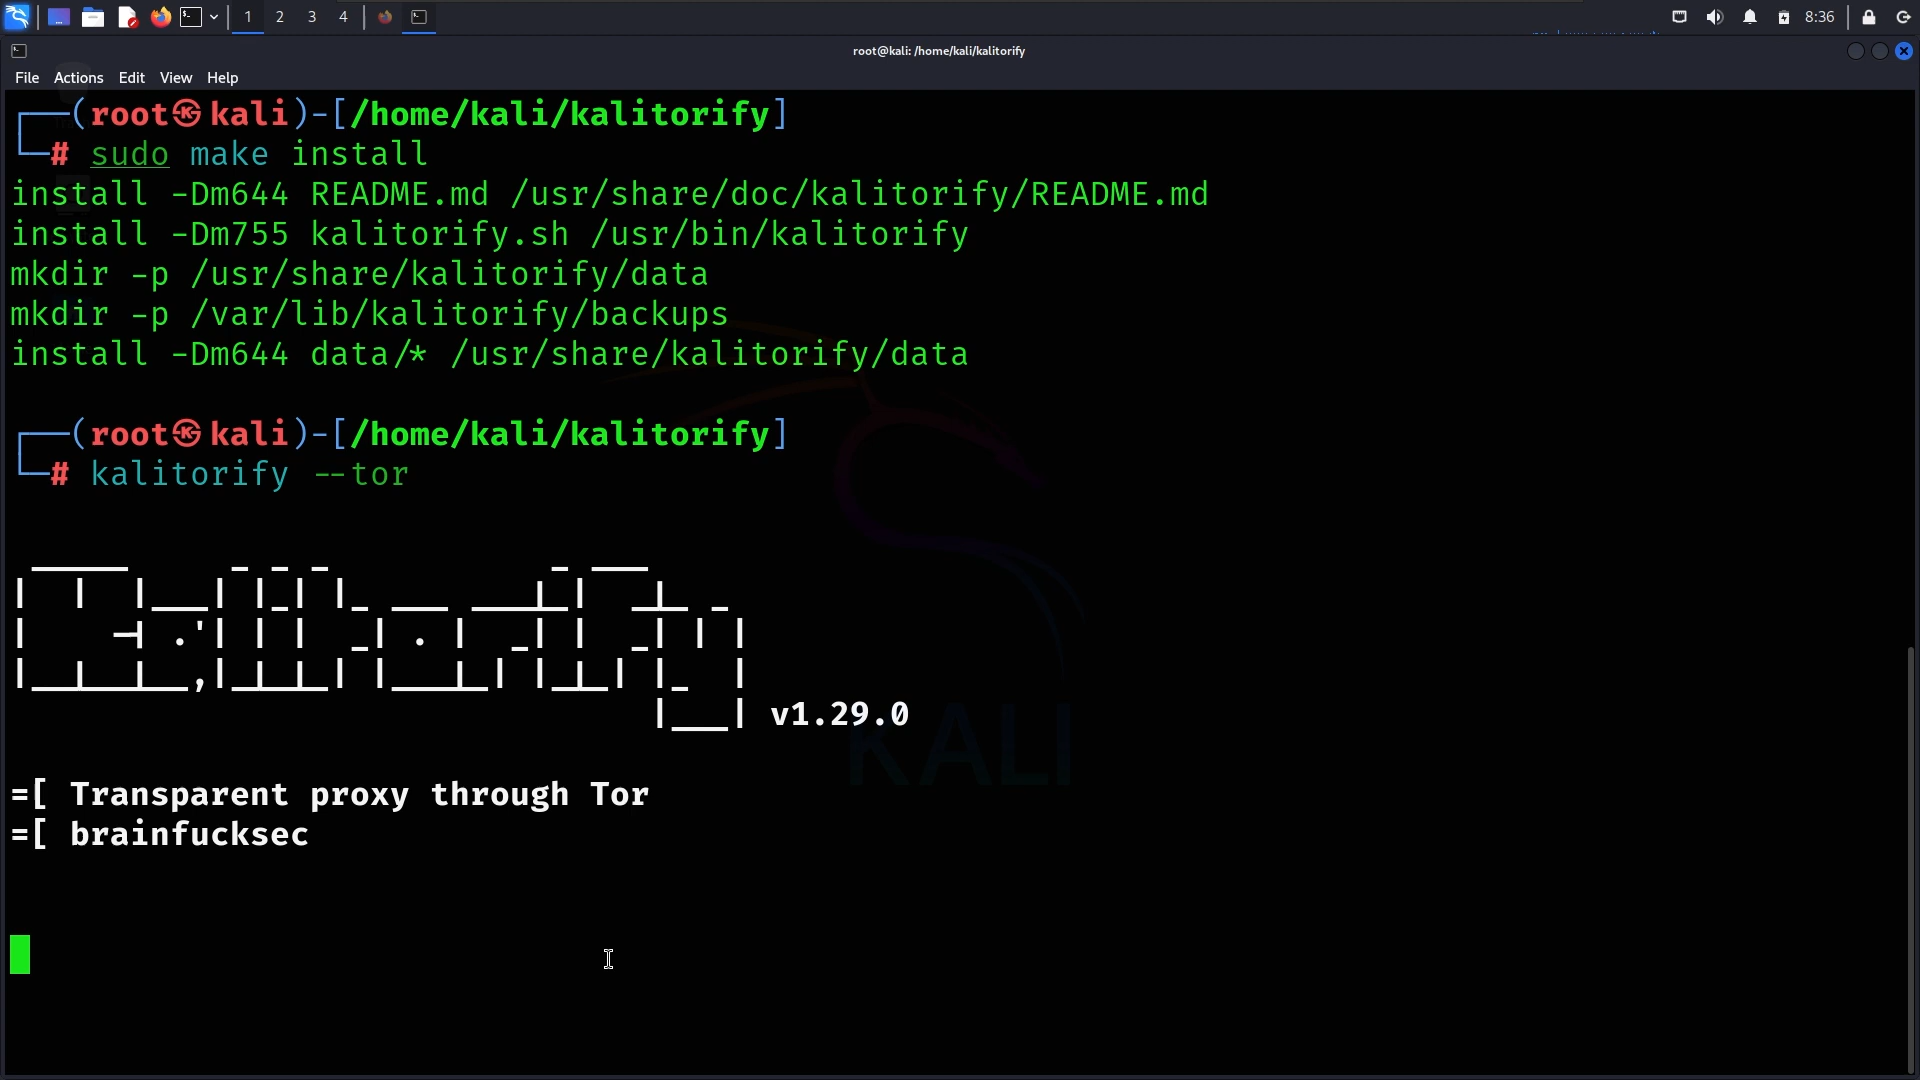 1 2 3 4 8:36
root@kali: /home/kali/kalitorify
File Actions Edit View Help
┌──(root㉿kali)-[/home/kali/kalitorify]
└─# sudo make install
install -Dm644 README.md /usr/share/doc/kalitorify/README.md
install -Dm755 kalitorify.sh /usr/bin/kalitorify
mkdir -p /usr/share/kalitorify/data
mkdir -p /var/lib/kalitorify/backups
install -Dm644 data/* /usr/share/kalitorify/data
┌──(root㉿kali)-[/home/kali/kalitorify]
└─# kalitorify --tor
Kalitorify
v1.29.0
KALI
=[ Transparent proxy through Tor
=[ brainfucksec